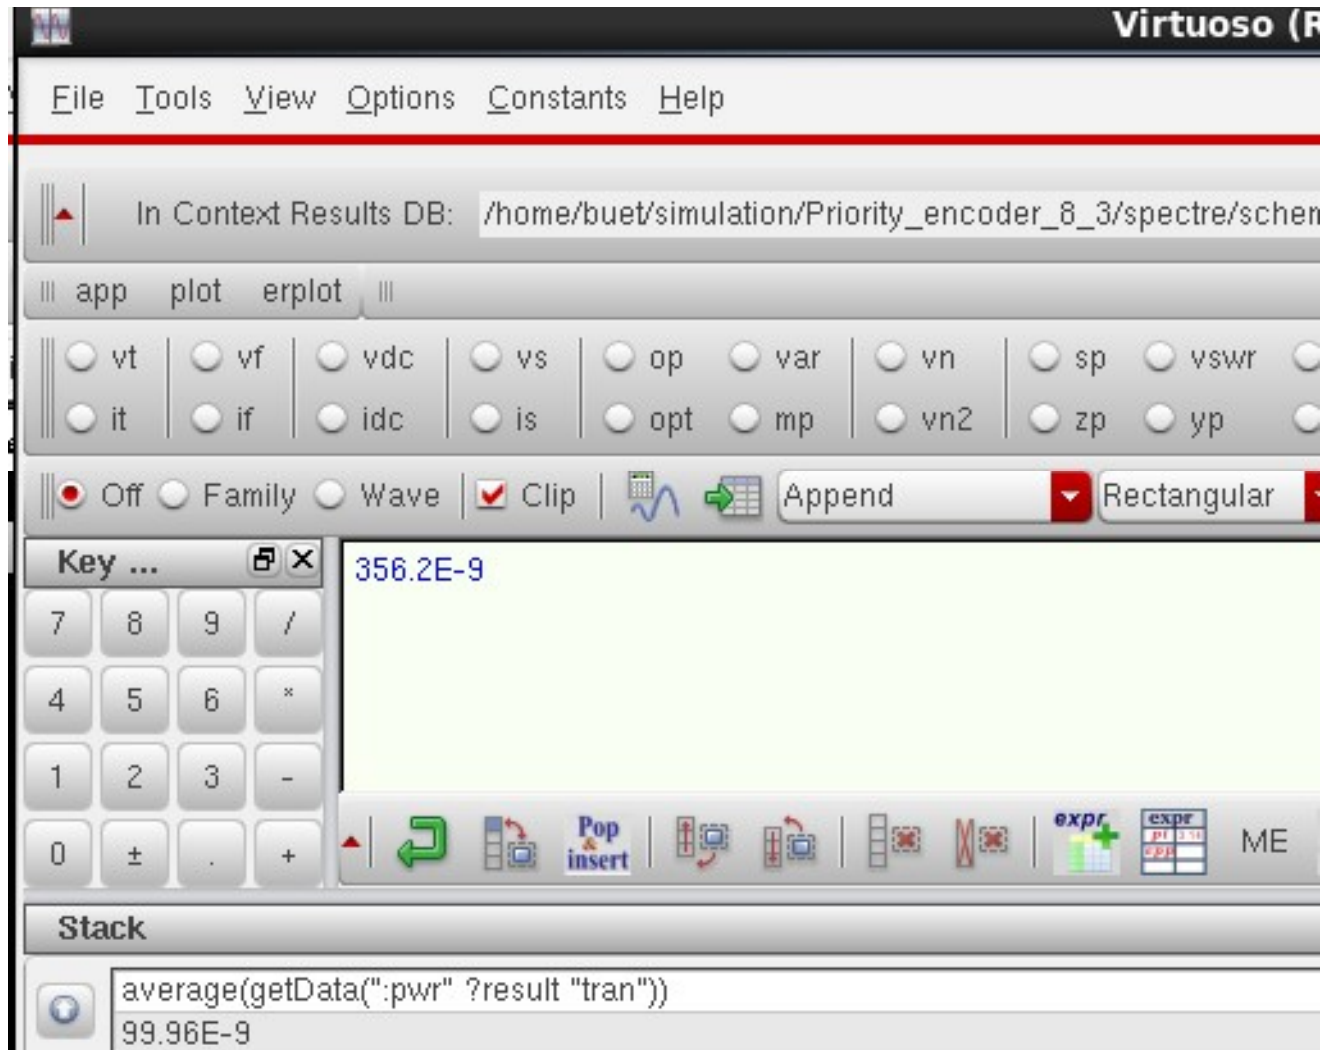 Virtuoso (R
File Tools View Options Constants Help
In Context Results DB: /home/buet/simulation/Priority_encoder_8_3/spectre/schem
app plot erplot
vt vf vdc vs op var vn sp vswr
it if idc is opt mp vn2 zp yp
Off Family Wave Clip Append Rectangular
Key ...
356.2E-9
7 8 9 /
4 5 6 *
1 2 3 -
0 ± . +
Pop & insert
expr
expr
ME
Stack
average(getData(":pwr" ?result "tran"))
99.96E-9